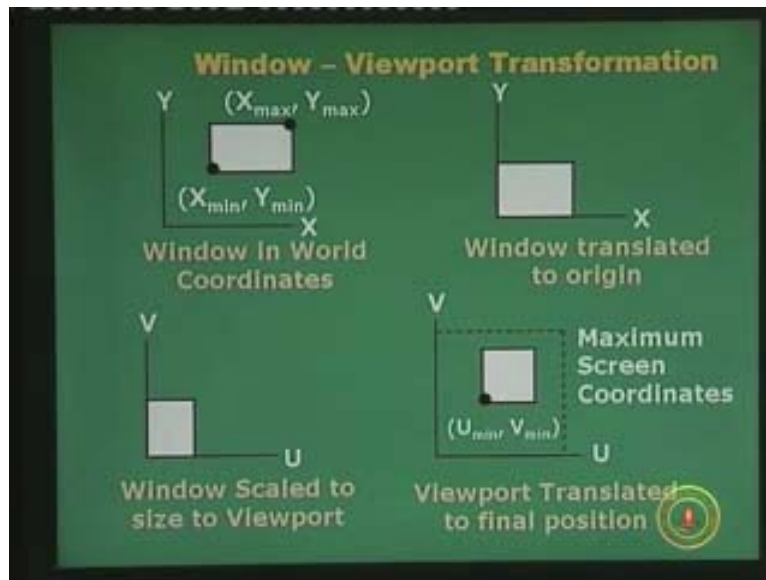 Window – Viewport Transformation
Y
(Xmax, Ymax)
(Xmin, Ymin)
X
Window in World
Coordinates
Y
X
Window translated
to origin
V
U
Window Scaled to
size to Viewport
V
Maximum
Screen
Coordinates
(Umin, Vmin)
U
Viewport Translated
to final position